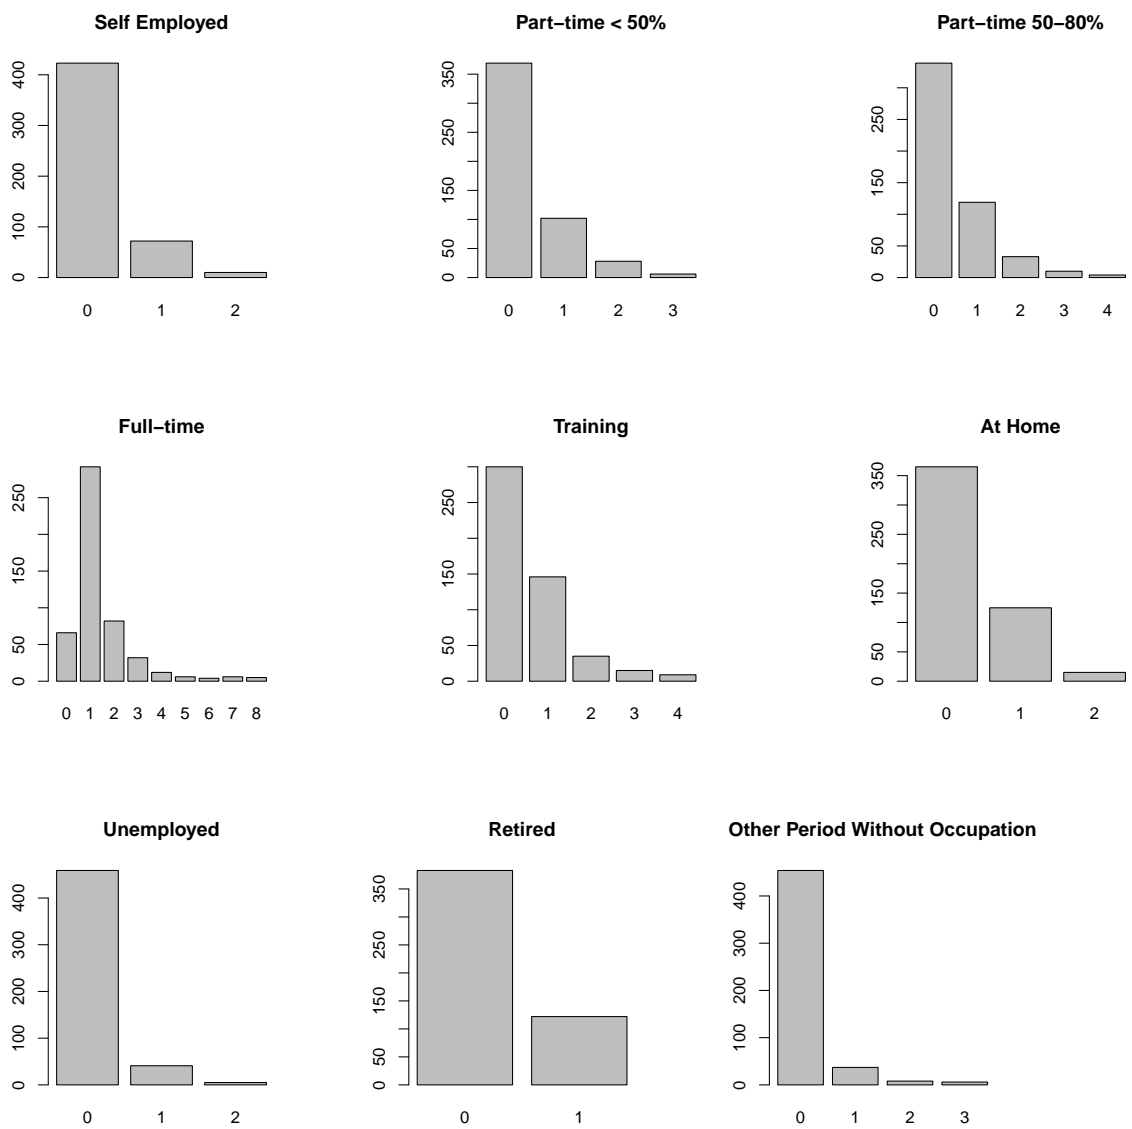 Self Employed
Part−time < 50%
Part−time 50−80%
0
100
200
300
400
0 1 2
0
50
150
250
350
0 1 2 3
0
50
150
250
0 1 2 3 4
Full−time
Training
At Home
0
50
150
250
0 1 2 3 4 5 6 7 8
0
50
150
250
0 1 2 3 4
0
50
150
250
350
0 1 2
Unemployed
Retired
Other Period Without Occupation
0
100
200
300
400
0 1 2
0
50
150
250
350
0 1
0
100
200
300
400
0 1 2 3